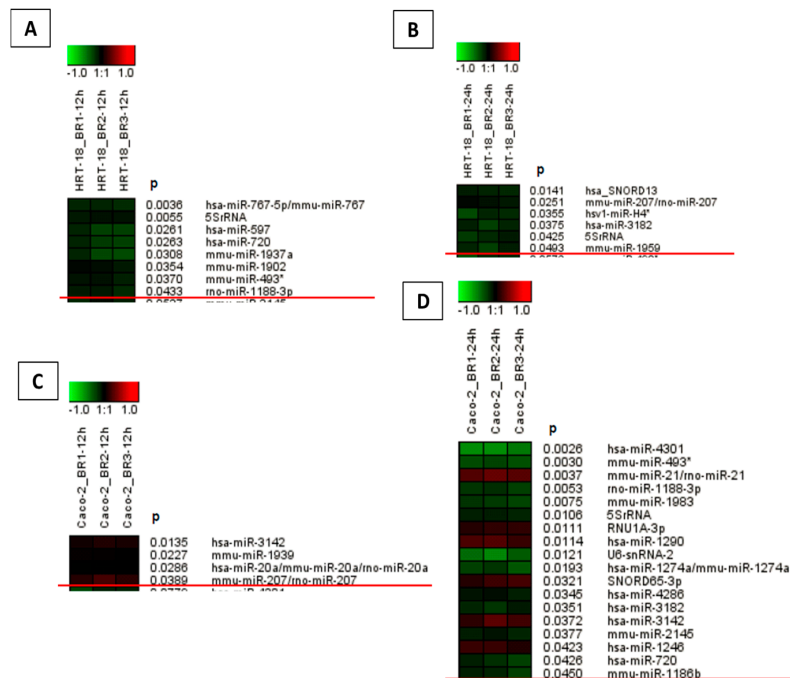 A
-1.0 1:1 1.0
HRT-18_BR1-12h
HRT-18_BR2-12h
HRT-18_BR3-12h
p
0.0036 hsa-miR-767-5p/mmu-miR-767
0.0055 5SrRNA
0.0261 hsa-miR-597
0.0263 hsa-miR-720
0.0308 mmu-miR-1937a
0.0354 mmu-miR-1902
0.0370 mmu-miR-493*
0.0433 rno-miR-1188-3p
B
-1.0 1:1 1.0
HRT-18_BR1-24h
HRT-18_BR2-24h
HRT-18_BR3-24h
p
0.0141 hsa_SNORD13
0.0251 mmu-miR-207/rno-miR-207
0.0355 hsv1-miR-H4*
0.0375 hsa-miR-3182
0.0425 5SrRNA
0.0493 mmu-miR-1959
C
-1.0 1:1 1.0
Caco-2_BR1-12h
Caco-2_BR2-12h
Caco-2_BR3-12h
p
0.0135 hsa-miR-3142
0.0227 mmu-miR-1939
0.0286 hsa-miR-20a/mmu-miR-20a/rno-miR-20a
0.0389 mmu-miR-207/rno-miR-207
D
-1.0 1:1 1.0
Caco-2_BR1-24h
Caco-2_BR2-24h
Caco-2_BR3-24h
p
0.0026 hsa-miR-4301
0.0030 mmu-miR-493*
0.0037 mmu-miR-21/rno-miR-21
0.0053 rno-miR-1188-3p
0.0075 mmu-miR-1983
0.0106 5SrRNA
0.0111 RNU1A-3p
0.0114 hsa-miR-1290
0.0121 U6-snRNA-2
0.0193 hsa-miR-1274a/mmu-miR-1274a
0.0321 SNORD65-3p
0.0345 hsa-miR-4286
0.0351 hsa-miR-3182
0.0372 hsa-miR-3142
0.0377 mmu-miR-2145
0.0423 hsa-miR-1246
0.0426 hsa-miR-720
0.0450 mmu-miR-1186b